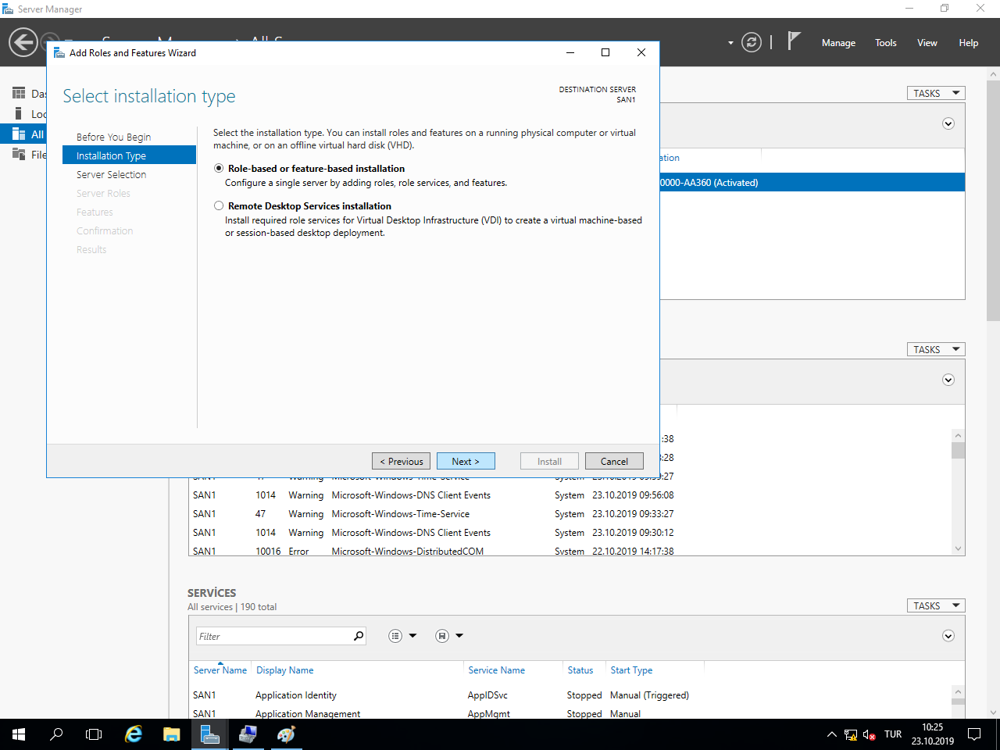 Server Manager
Manage
Tools
View
Help
Add Roles and Features Wizard
Select installation type
DESTINATION SERVER
SAN1
Before You Begin
Installation Type
Server Selection
Server Roles
Features
Confirmation
Results
Select the installation type. You can install roles and features on a running physical computer or virtual
machine, or on an offline virtual hard disk (VHD).
Role-based or feature-based installation
Configure a single server by adding roles, role services, and features.
Remote Desktop Services installation
Install required role services for Virtual Desktop Infrastructure (VDI) to create a virtual machine-based
or session-based desktop deployment.
< Previous
Next >
Install
Cancel
All
TASKS
0000-AA360 (Activated)
TASKS
:38
:28
SAN1 1014 Warning Microsoft-Windows-DNS Client Events System 23.10.2019 09:56:08
SAN1 47 Warning Microsoft-Windows-Time-Service System 23.10.2019 09:33:27
SAN1 1014 Warning Microsoft-Windows-DNS Client Events System 23.10.2019 09:30:12
SAN1 10016 Error Microsoft-Windows-DistributedCOM System 22.10.2019 14:17:38
SERVİCES
All services | 190 total
TASKS
Filter
Server Name Display Name Service Name Status Start Type
SAN1 Application Identity AppIDSvc Stopped Manual (Triggered)
SAN1 Application Management AppMgmt Stopped Manual
TUR
10:25
23.10.2019